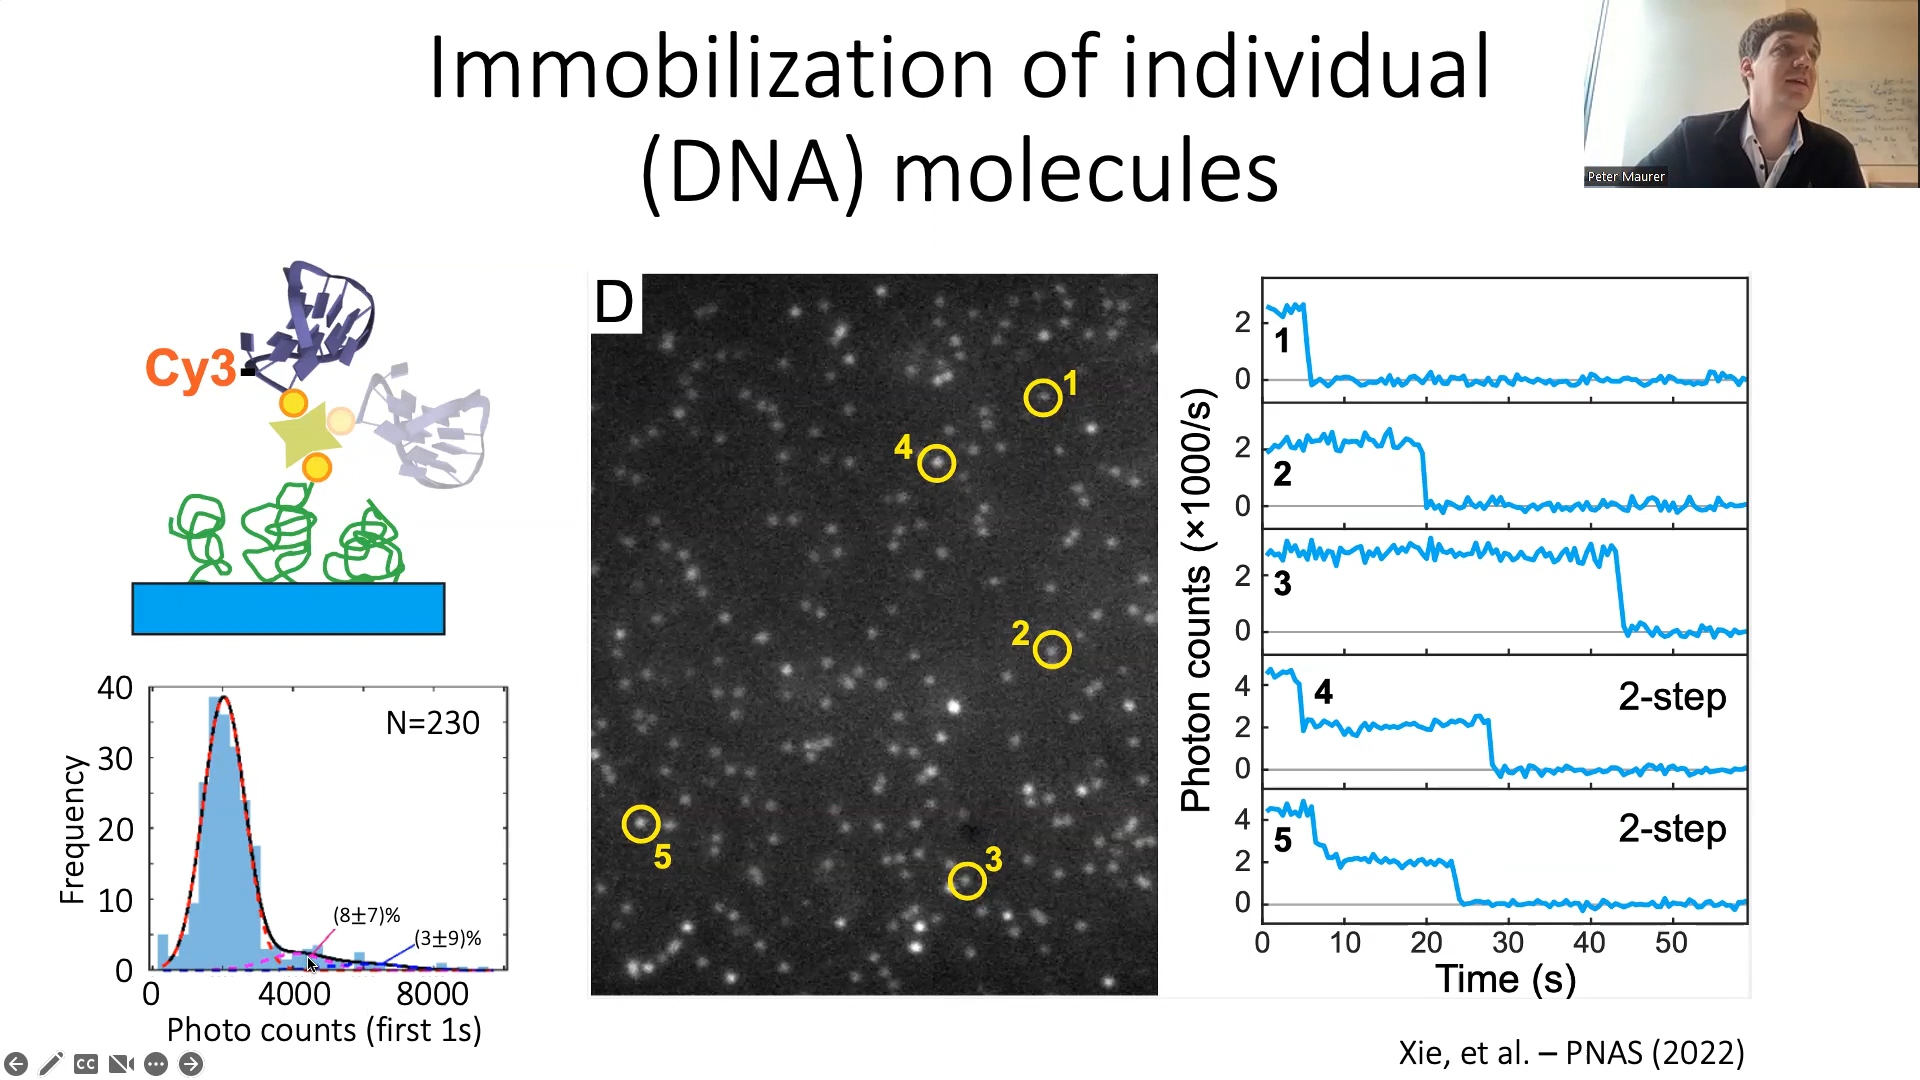 Immobilization of individual
(DNA) molecules
Peter Maurer
Cy3-
40
30
20
10
0
Frequency
N=230
(8±7)%
(3±9)%
0
4000
8000
Photo counts (first 1s)
D
1
4
2
5
3
Photon counts (×1000/s)
2
0
1
2
0
2
2
0
3
4
2
0
4
2-step
4
2
0
5
2-step
0
10
20
30
40
50
Time (s)
Xie, et al. – PNAS (2022)
CC